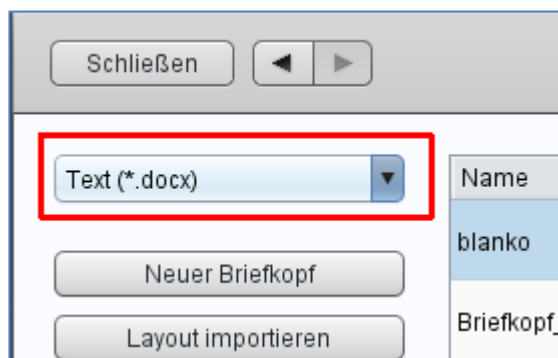 Schließen
Text (*.docx)
Name
blanko
Neuer Briefkopf
Briefkopf_
Layout importieren